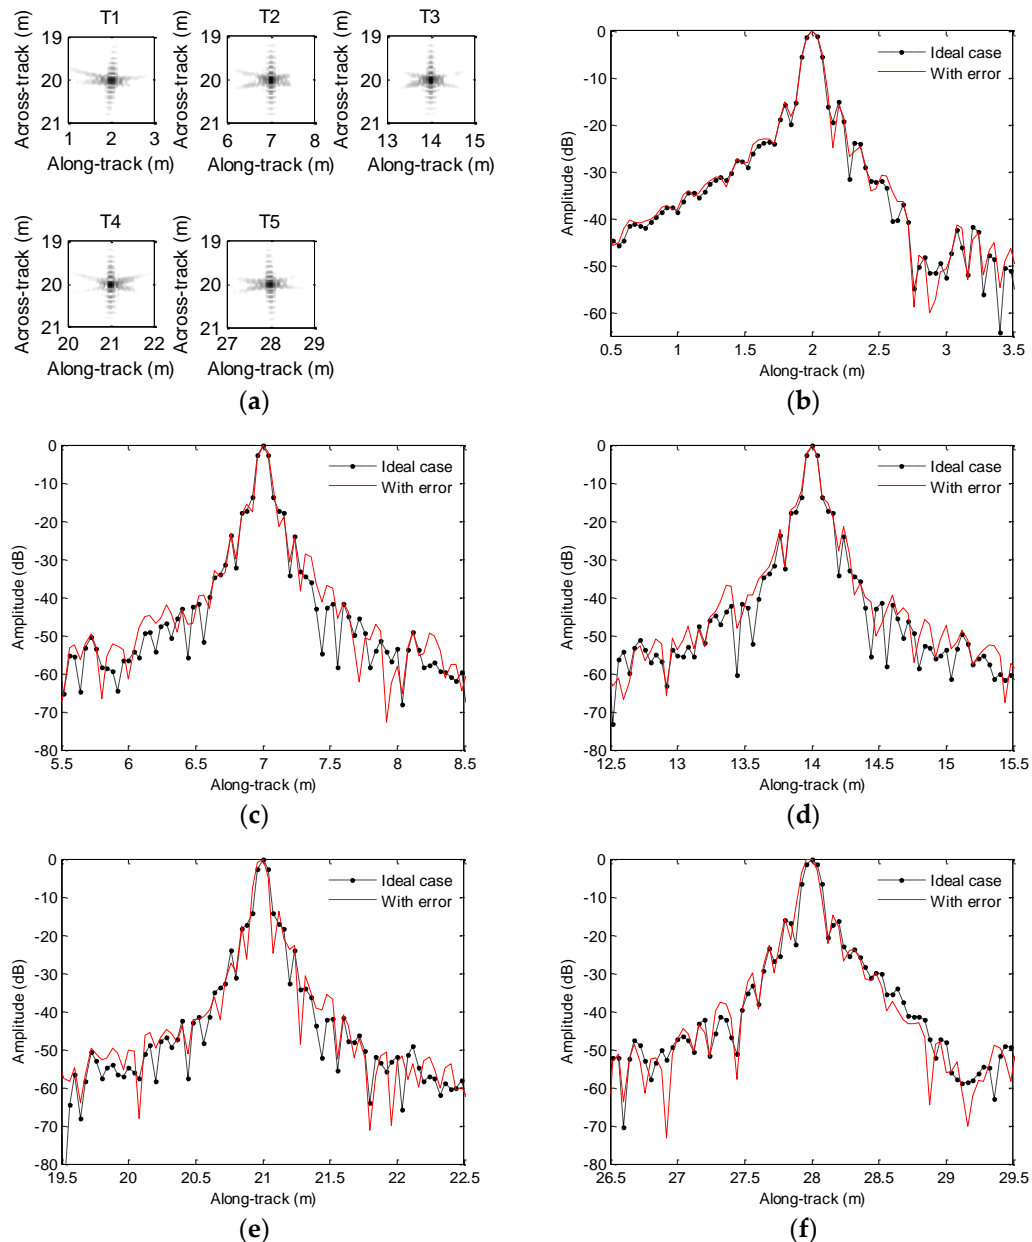 T1 T2 T3
Across-track (m) 19 20 21 Across-track (m) 19 20 21 Across-track (m) 19 20 21
1 2 3 6 7 8 13 14 15
Along-track (m) Along-track (m) Along-track (m)
T4 T5
Across-track (m) 19 20 21 Across-track (m) 19 20 21
20 21 22 27 28 29
Along-track (m) Along-track (m)
(a)
Ideal case
With error
Amplitude (dB)
0
-10
-20
-30
-40
-50
-60
0.5 1 1.5 2 2.5 3 3.5
Along-track (m)
(b)
Ideal case
With error
Amplitude (dB)
0
-10
-20
-30
-40
-50
-60
-70
-80
5.5 6 6.5 7 7.5 8 8.5
Along-track (m)
(c)
Ideal case
With error
Amplitude (dB)
0
-10
-20
-30
-40
-50
-60
-70
-80
12.5 13 13.5 14 14.5 15 15.5
Along-track (m)
(d)
Ideal case
With error
Amplitude (dB)
0
-10
-20
-30
-40
-50
-60
-70
-80
19.5 20 20.5 21 21.5 22 22.5
Along-track (m)
(e)
Ideal case
With error
Amplitude (dB)
0
-10
-20
-30
-40
-50
-60
-70
-80
26.5 27 27.5 28 28.5 29 29.5
Along-track (m)
(f)